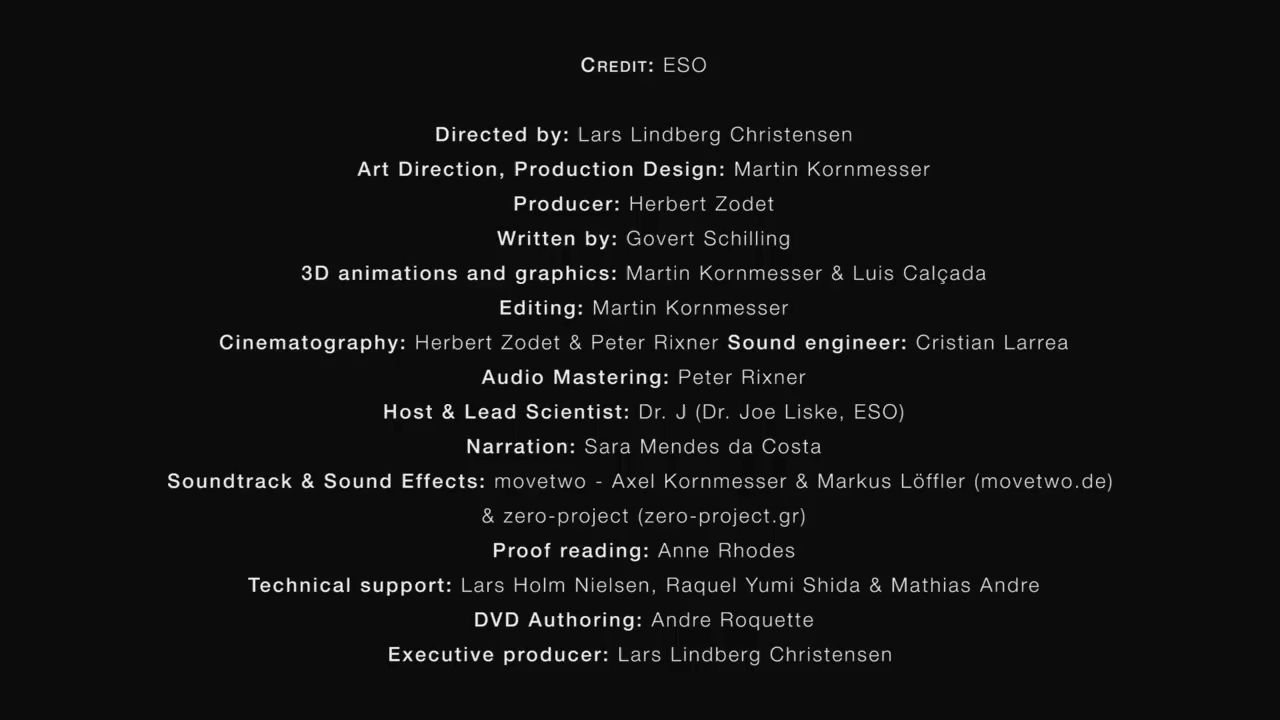 CREDIT: ESO
Directed by: Lars Lindberg Christensen
Art Direction, Production Design: Martin Kornmesser
Producer: Herbert Zodet
Written by: Govert Schilling
3D animations and graphics: Martin Kornmesser & Luis Calçada
Editing: Martin Kornmesser
Cinematography: Herbert Zodet & Peter Rixner Sound engineer: Cristian Larrea
Audio Mastering: Peter Rixner
Host & Lead Scientist: Dr. J (Dr. Joe Liske, ESO)
Narration: Sara Mendes da Costa
Soundtrack & Sound Effects: movetwo - Axel Kornmesser & Markus Löffler (movetwo.de)
& zero-project (zero-project.gr)
Proof reading: Anne Rhodes
Technical support: Lars Holm Nielsen, Raquel Yumi Shida & Mathias Andre
DVD Authoring: Andre Roquette
Executive producer: Lars Lindberg Christensen